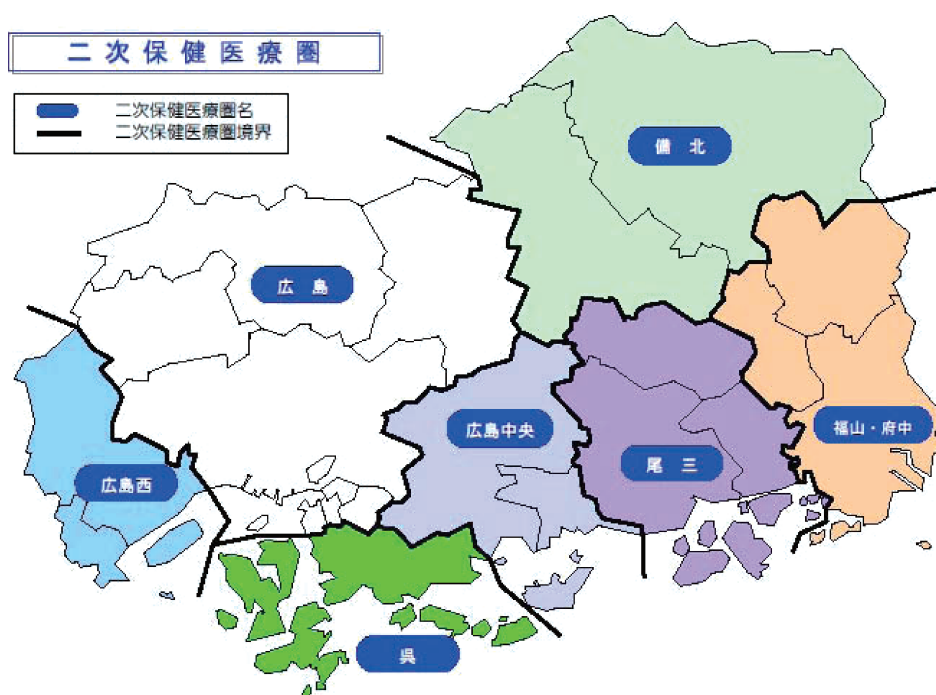 二次保健医療圏
二次保健医療圏名
二次保健医療圏境界
備北
広島
広島中央
福山・府中
尾三
広島西
呉